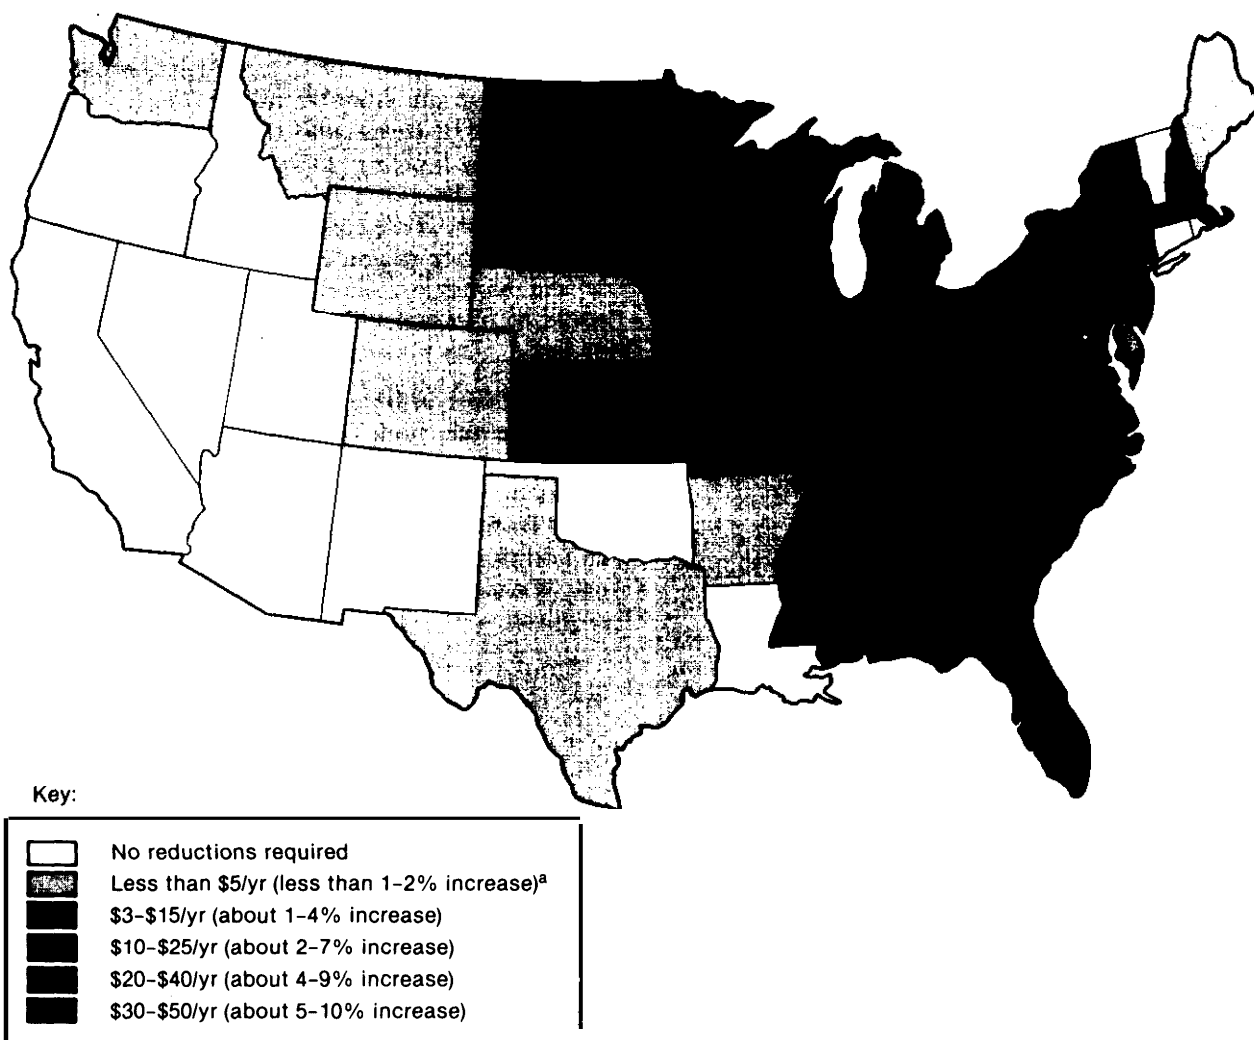 Key:
No reductions required
Less than $5/yr (less than 1–2% increase)a
$3–$15/yr (about 1–4% increase)
$10–$25/yr (about 2–7% increase)
$20–$40/yr (about 4–9% increase)
$30–$50/yr (about 5–10% increase)